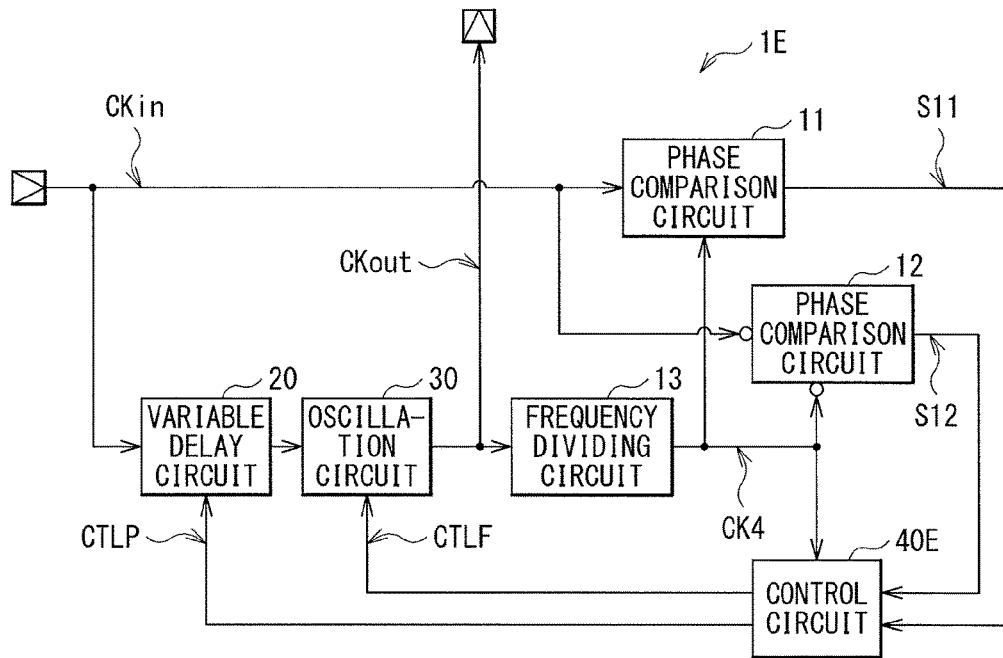 1E
CKin
11
S11
PHASE
COMPARISON
CIRCUIT
CKout
12
PHASE
COMPARISON
CIRCUIT
20
30
13
S12
VARIABLE
DELAY
CIRCUIT
OSCILLA-
TION
CIRCUIT
FREQUENCY
DIVIDING
CIRCUIT
CTLP
CTLF
CK4
40E
CONTROL
CIRCUIT